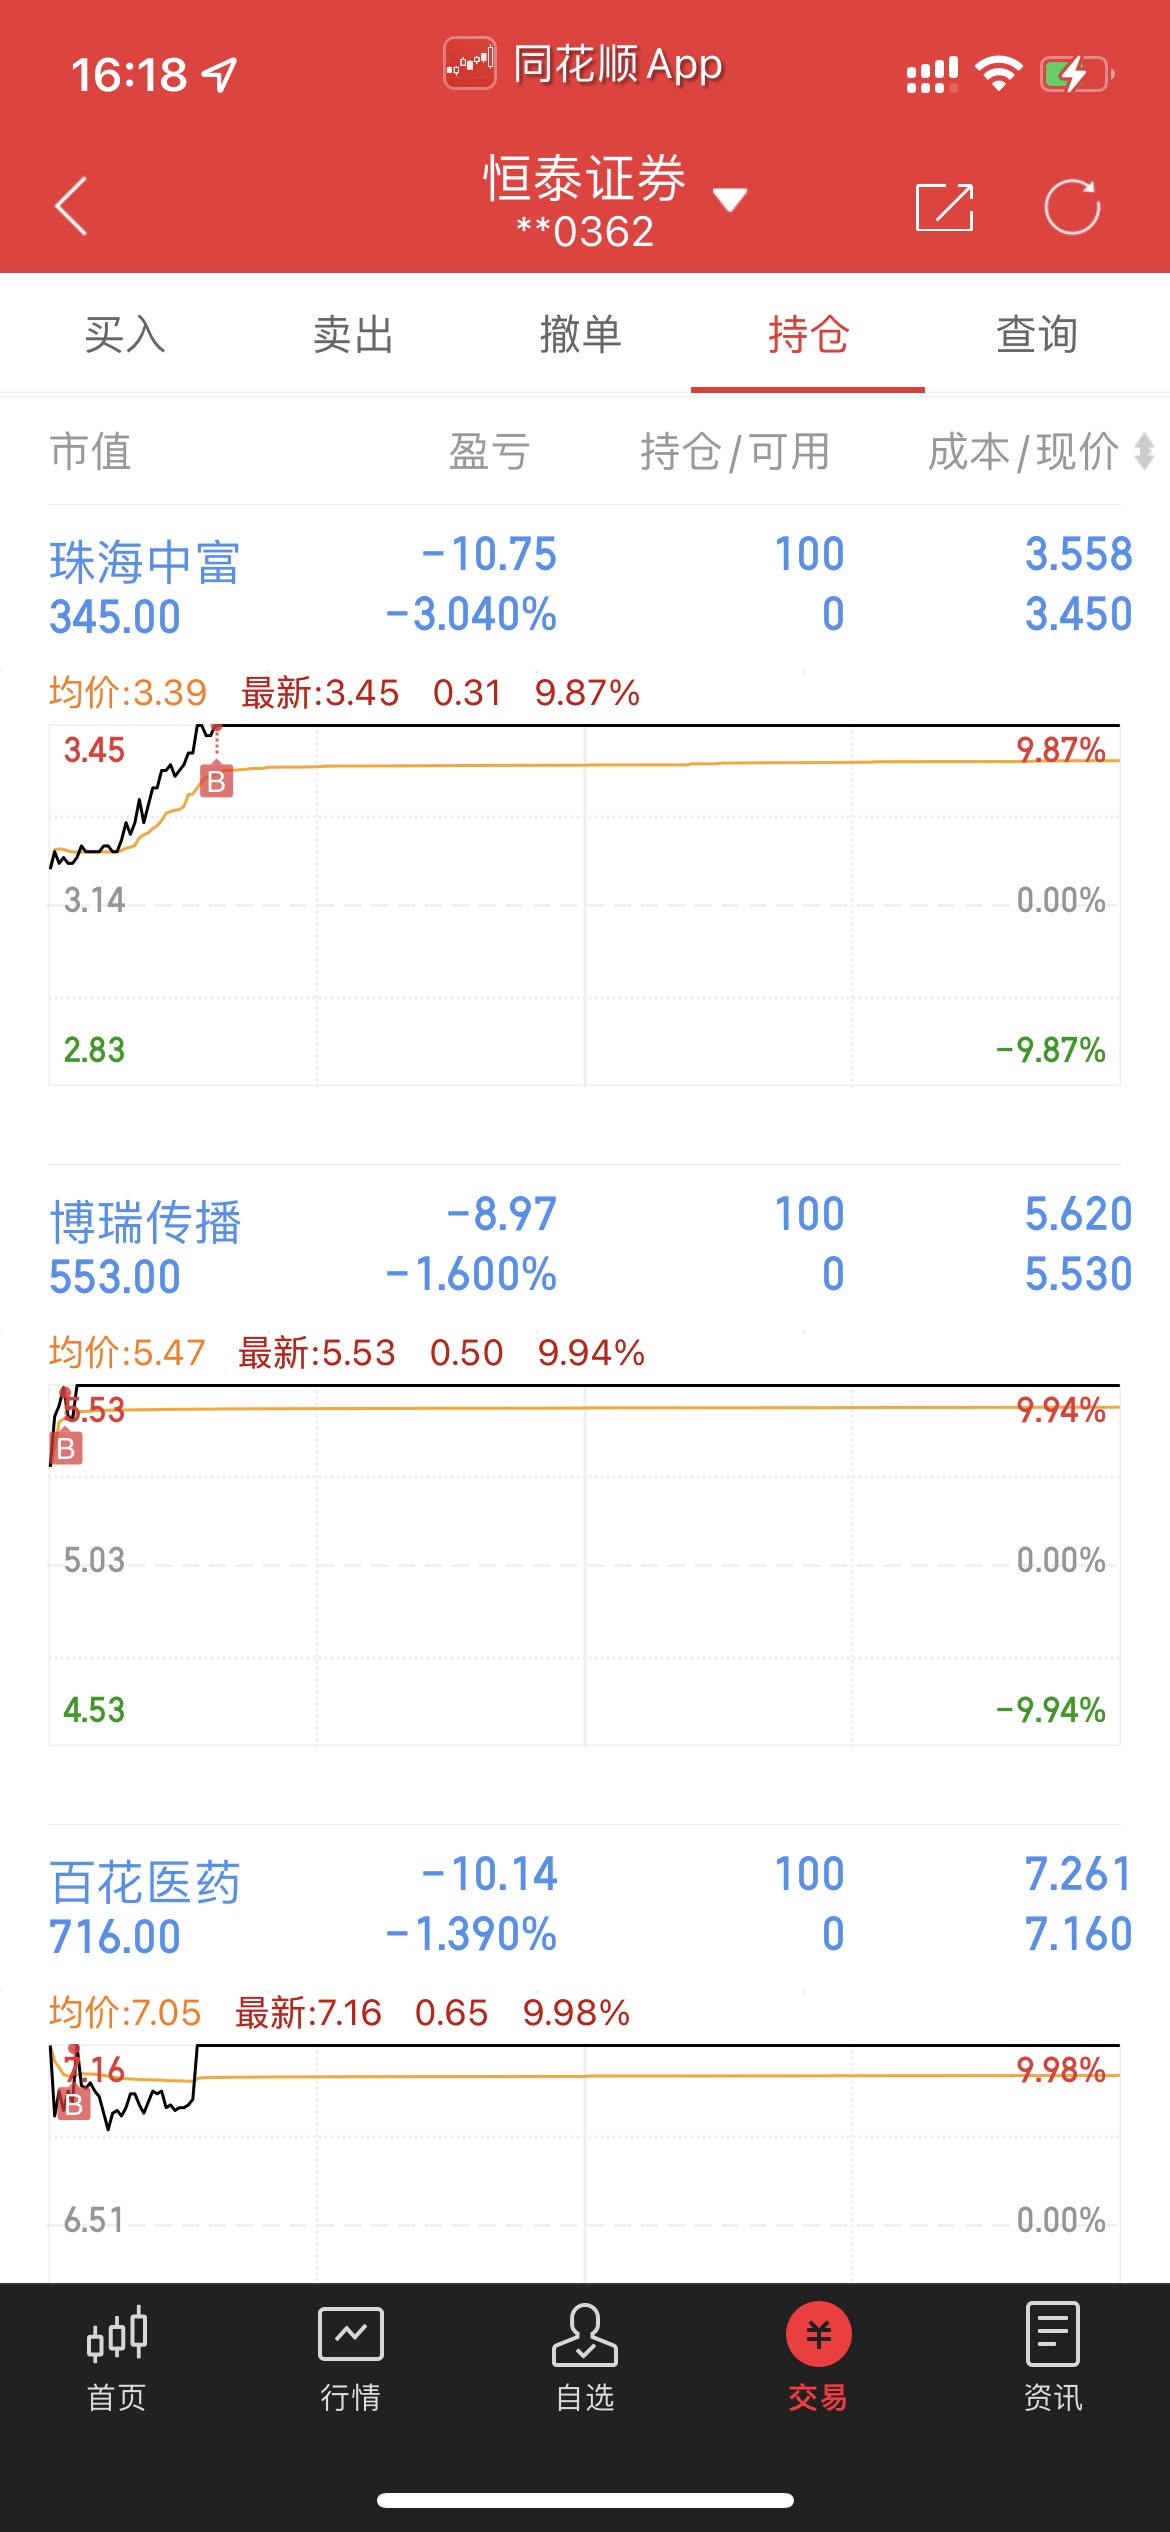 16:18
同花顺 App
恒泰证券
**0362
买入 卖出 撤单 持仓 查询
市值 盈亏 持仓/可用 成本/现价
珠海中富 -10.75 100 3.558
345.00 -3.040% 0 3.450
均价:3.39 最新:3.45 0.31 9.87%
3.45 9.87%
B
3.14 0.00%
2.83 -9.87%
博瑞传播 -8.97 100 5.620
553.00 -1.600% 0 5.530
均价:5.47 最新:5.53 0.50 9.94%
5.53 9.94%
B
5.03 0.00%
4.53 -9.94%
百花医药 -10.14 100 7.261
716.00 -1.390% 0 7.160
均价:7.05 最新:7.16 0.65 9.98%
7.16 9.98%
B
6.51 0.00%
首页 行情 自选 交易 资讯